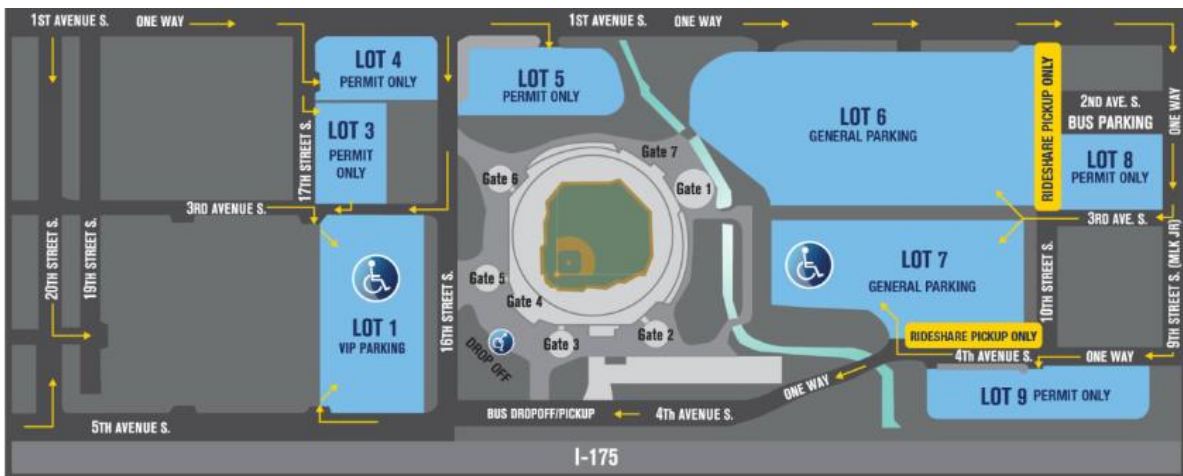 1ST AVENUE S. ONE WAY
1ST AVENUE S. ONE WAY
LOT 4
PERMIT ONLY
LOT 5
PERMIT ONLY
LOT 6
GENERAL PARKING
RIDESHARE PICKUP ONLY
2ND AVE. S.
BUS PARKING
ONE WAY
LOT 3
PERMIT
ONLY
17TH STREET S.
LOT 8
PERMIT ONLY
Gate 7
Gate 6
Gate 1
3RD AVENUE S.
3RD AVE. S.
20TH STREET S.
19TH STREET S.
LOT 1
VIP PARKING
16TH STREET S.
Gate 5
Gate 4
Gate 3
Gate 2
DROP OFF
LOT 7
GENERAL PARKING
10TH STREET S.
9TH STREET S. (MLK JR)
RIDESHARE PICKUP ONLY
4TH AVENUE S. ONE WAY
ONE WAY
LOT 9 PERMIT ONLY
BUS DROPOFF/PICKUP
4TH AVENUE S.
5TH AVENUE S.
I-175